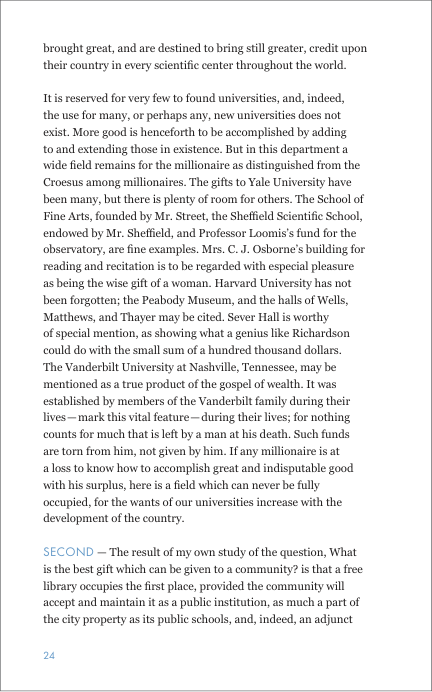 brought great, and are destined to bring still greater, credit upon
their country in every scientific center throughout the world.
It is reserved for very few to found universities, and, indeed,
the use for many, or perhaps any, new universities does not
exist. More good is henceforth to be accomplished by adding
to and extending those in existence. But in this department a
wide field remains for the millionaire as distinguished from the
Croesus among millionaires. The gifts to Yale University have
been many, but there is plenty of room for others. The School of
Fine Arts, founded by Mr. Street, the Sheffield Scientific School,
endowed by Mr. Sheffield, and Professor Loomis's fund for the
observatory, are fine examples. Mrs. C. J. Osborne's building for
reading and recitation is to be regarded with especial pleasure
as being the wise gift of a woman. Harvard University has not
been forgotten; the Peabody Museum, and the halls of Wells,
Matthews, and Thayer may be cited. Sever Hall is worthy
of special mention, as showing what a genius like Richardson
could do with the small sum of a hundred thousand dollars.
The Vanderbilt University at Nashville, Tennessee, may be
mentioned as a true product of the gospel of wealth. It was
established by members of the Vanderbilt family during their
lives — mark this vital feature — during their lives; for nothing
counts for much that is left by a man at his death. Such funds
are torn from him, not given by him. If any millionaire is at
a loss to know how to accomplish great and indisputable good
with his surplus, here is a field which can never be fully
occupied, for the wants of our universities increase with the
development of the country.
SECOND — The result of my own study of the question, What
is the best gift which can be given to a community? is that a free
library occupies the first place, provided the community will
accept and maintain it as a public institution, as much a part of
the city property as its public schools, and, indeed, an adjunct
24